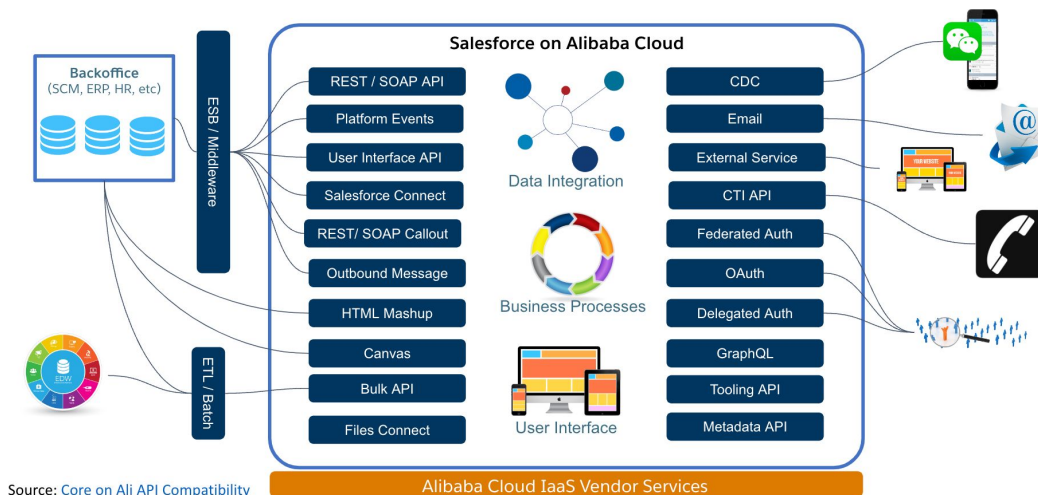 Salesforce on Alibaba Cloud
Backoffice
(SCM, ERP, HR, etc)
ESB / Middleware
ETL / Batch
EDW
REST / SOAP API
Platform Events
User Interface API
Salesforce Connect
REST/ SOAP Callout
Outbound Message
HTML Mashup
Canvas
Bulk API
Files Connect
Data Integration
Business Processes
User Interface
CDC
Email
External Service
CTI API
Federated Auth
OAuth
Delegated Auth
GraphQL
Tooling API
Metadata API
@
YOUR WEBSITE
Alibaba Cloud IaaS Vendor Services
Source: Core on Ali API Compatibility